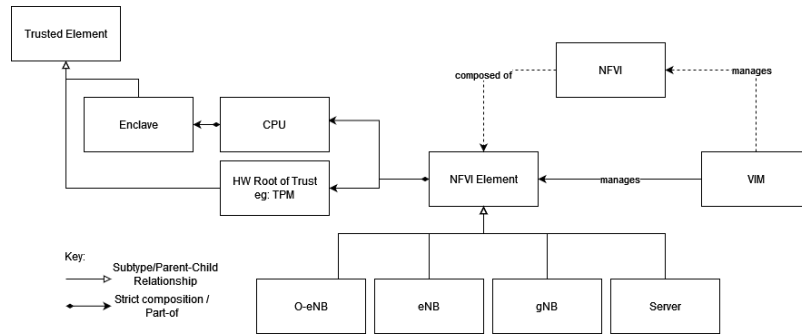 Trusted Element
NFVI
composed of
manages
Enclave
CPU
HW Root of Trust
eg: TPM
NFVI Element
manages
VIM
Key:
Subtype/Parent-Child
Relationship
Strict composition /
Part-of
O-eNB
eNB
gNB
Server